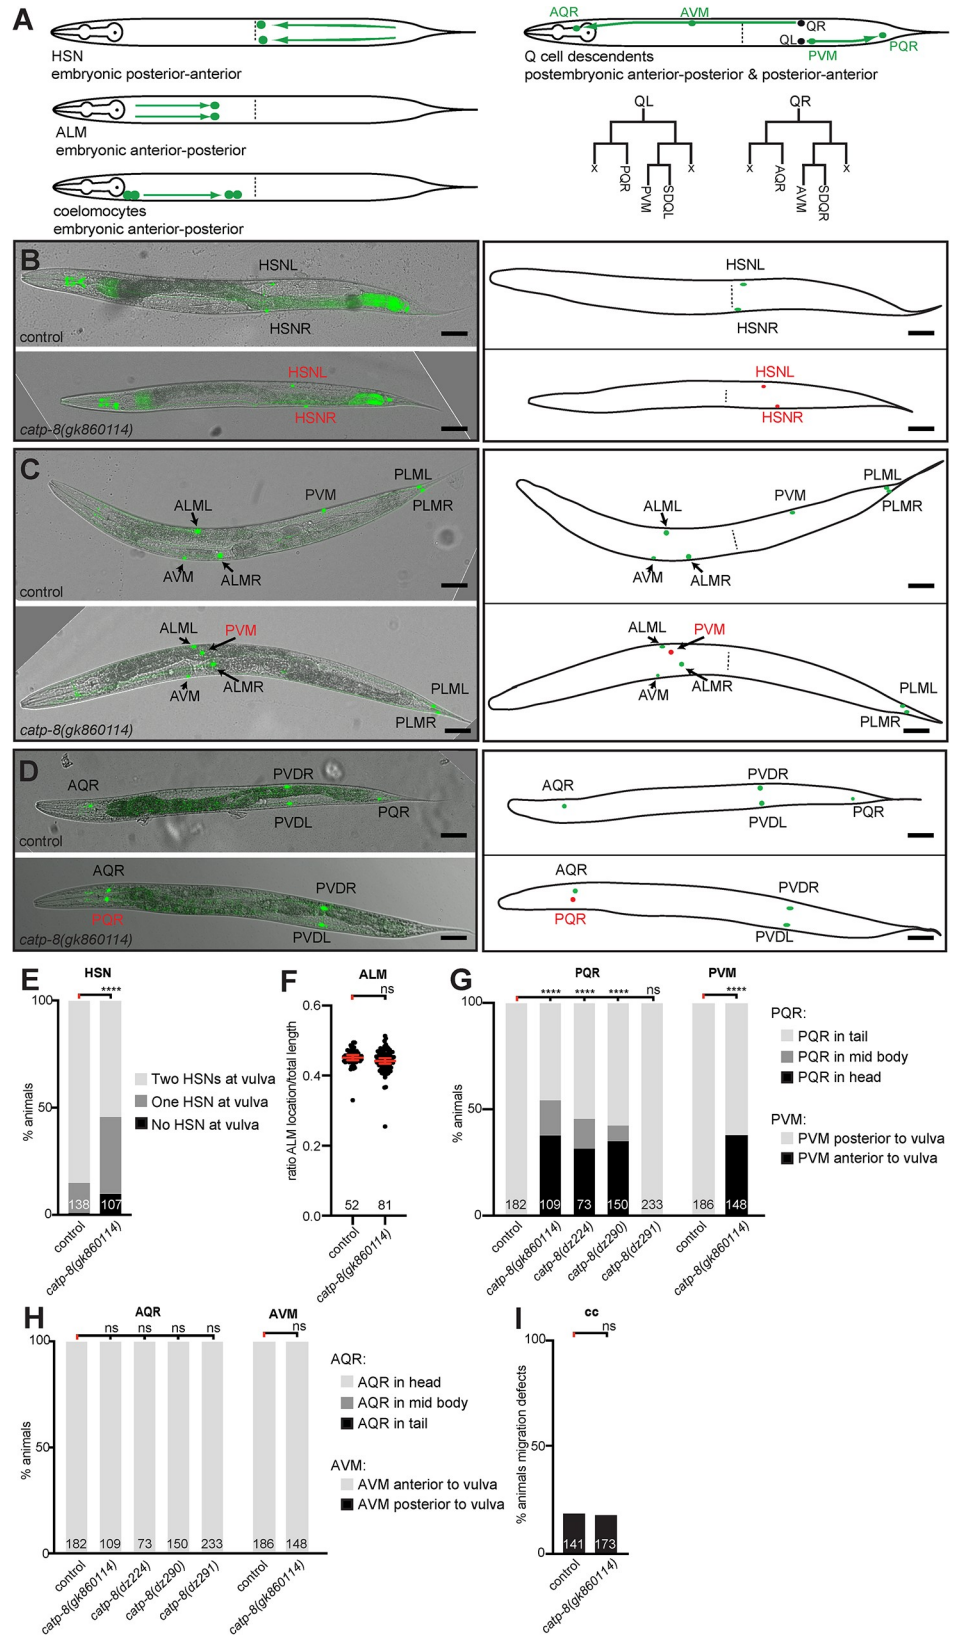 A
HSN
embryonic posterior-anterior
ALM
embryonic anterior-posterior
coelomocytes
embryonic anterior-posterior
AQR
AVM
QR
QL
PVM
PQR
Q cell descendents
postembryonic anterior-posterior & posterior-anterior
QL
QR
x
PQR
PVM
SDQL
x
x
AQR
AVM
SDQR
x
B
HSNL
HSNR
control
HSNL
HSNR
HSNL
HSNR
catp-8(gk860114)
HSNL
HSNR
C
ALML
PVM
PLML
PLMR
AVM
ALMR
control
ALML
PVM
PLML
PLMR
AVM
ALMR
ALML
PVM
AVM
ALMR
PLML
PLMR
catp-8(gk860114)
ALML
PVM
AVM
ALMR
PLML
PLMR
D
AQR
PVDR
PVDL
PQR
control
AQR
PVDR
PVDL
PQR
AQR
PQR
PVDR
PVDL
catp-8(gk860114)
AQR
PQR
PVDR
PVDL
E
HSN
****
100
50
0
% animals
138
107
control
catp-8(gk860114)
Two HSNs at vulva
One HSN at vulva
No HSN at vulva
F
ALM
ns
0.6
0.4
0.2
0.0
ratio ALM location/total length
52
81
control
catp-8(gk860114)
G
PQR
PVM
**** **** **** ns
****
100
50
0
% animals
182 109 73 150 233
186 148
control
catp-8(gk860114)
catp-8(dz224)
catp-8(dz290)
catp-8(dz291)
control
catp-8(gk860114)
PQR:
PQR in tail
PQR in mid body
PQR in head
PVM:
PVM posterior to vulva
PVM anterior to vulva
H
AQR
AVM
ns ns ns ns
ns
100
50
0
% animals
182 109 73 150 233
186 148
control
catp-8(gk860114)
catp-8(dz224)
catp-8(dz290)
catp-8(dz291)
control
catp-8(gk860114)
AQR:
AQR in head
AQR in mid body
AQR in tail
AVM:
AVM anterior to vulva
AVM posterior to vulva
I
cc
ns
100
50
0
% animals migration defects
141
173
control
catp-8(gk860114)